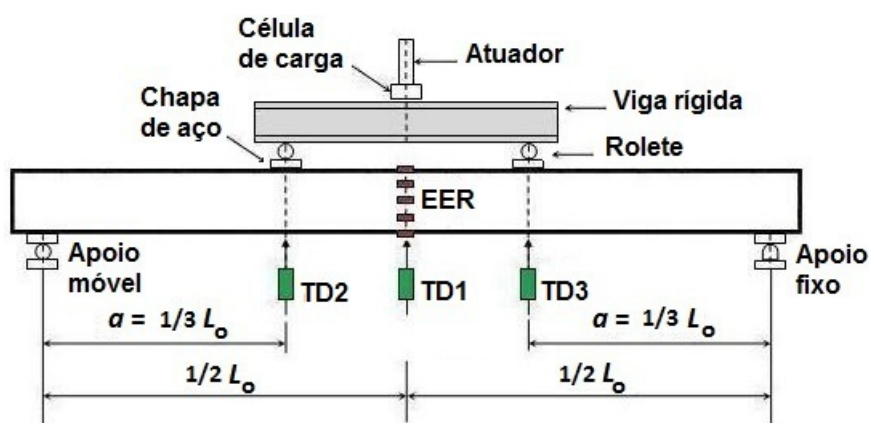 Célula
de carga
Atuador
Chapa
de aço
Viga rígida
Rolete
EER
Apoio
móvel
TD2
TD1
TD3
Apoio
fixo
a = 1/3 Lo
a = 1/3 Lo
1/2 Lo
1/2 Lo